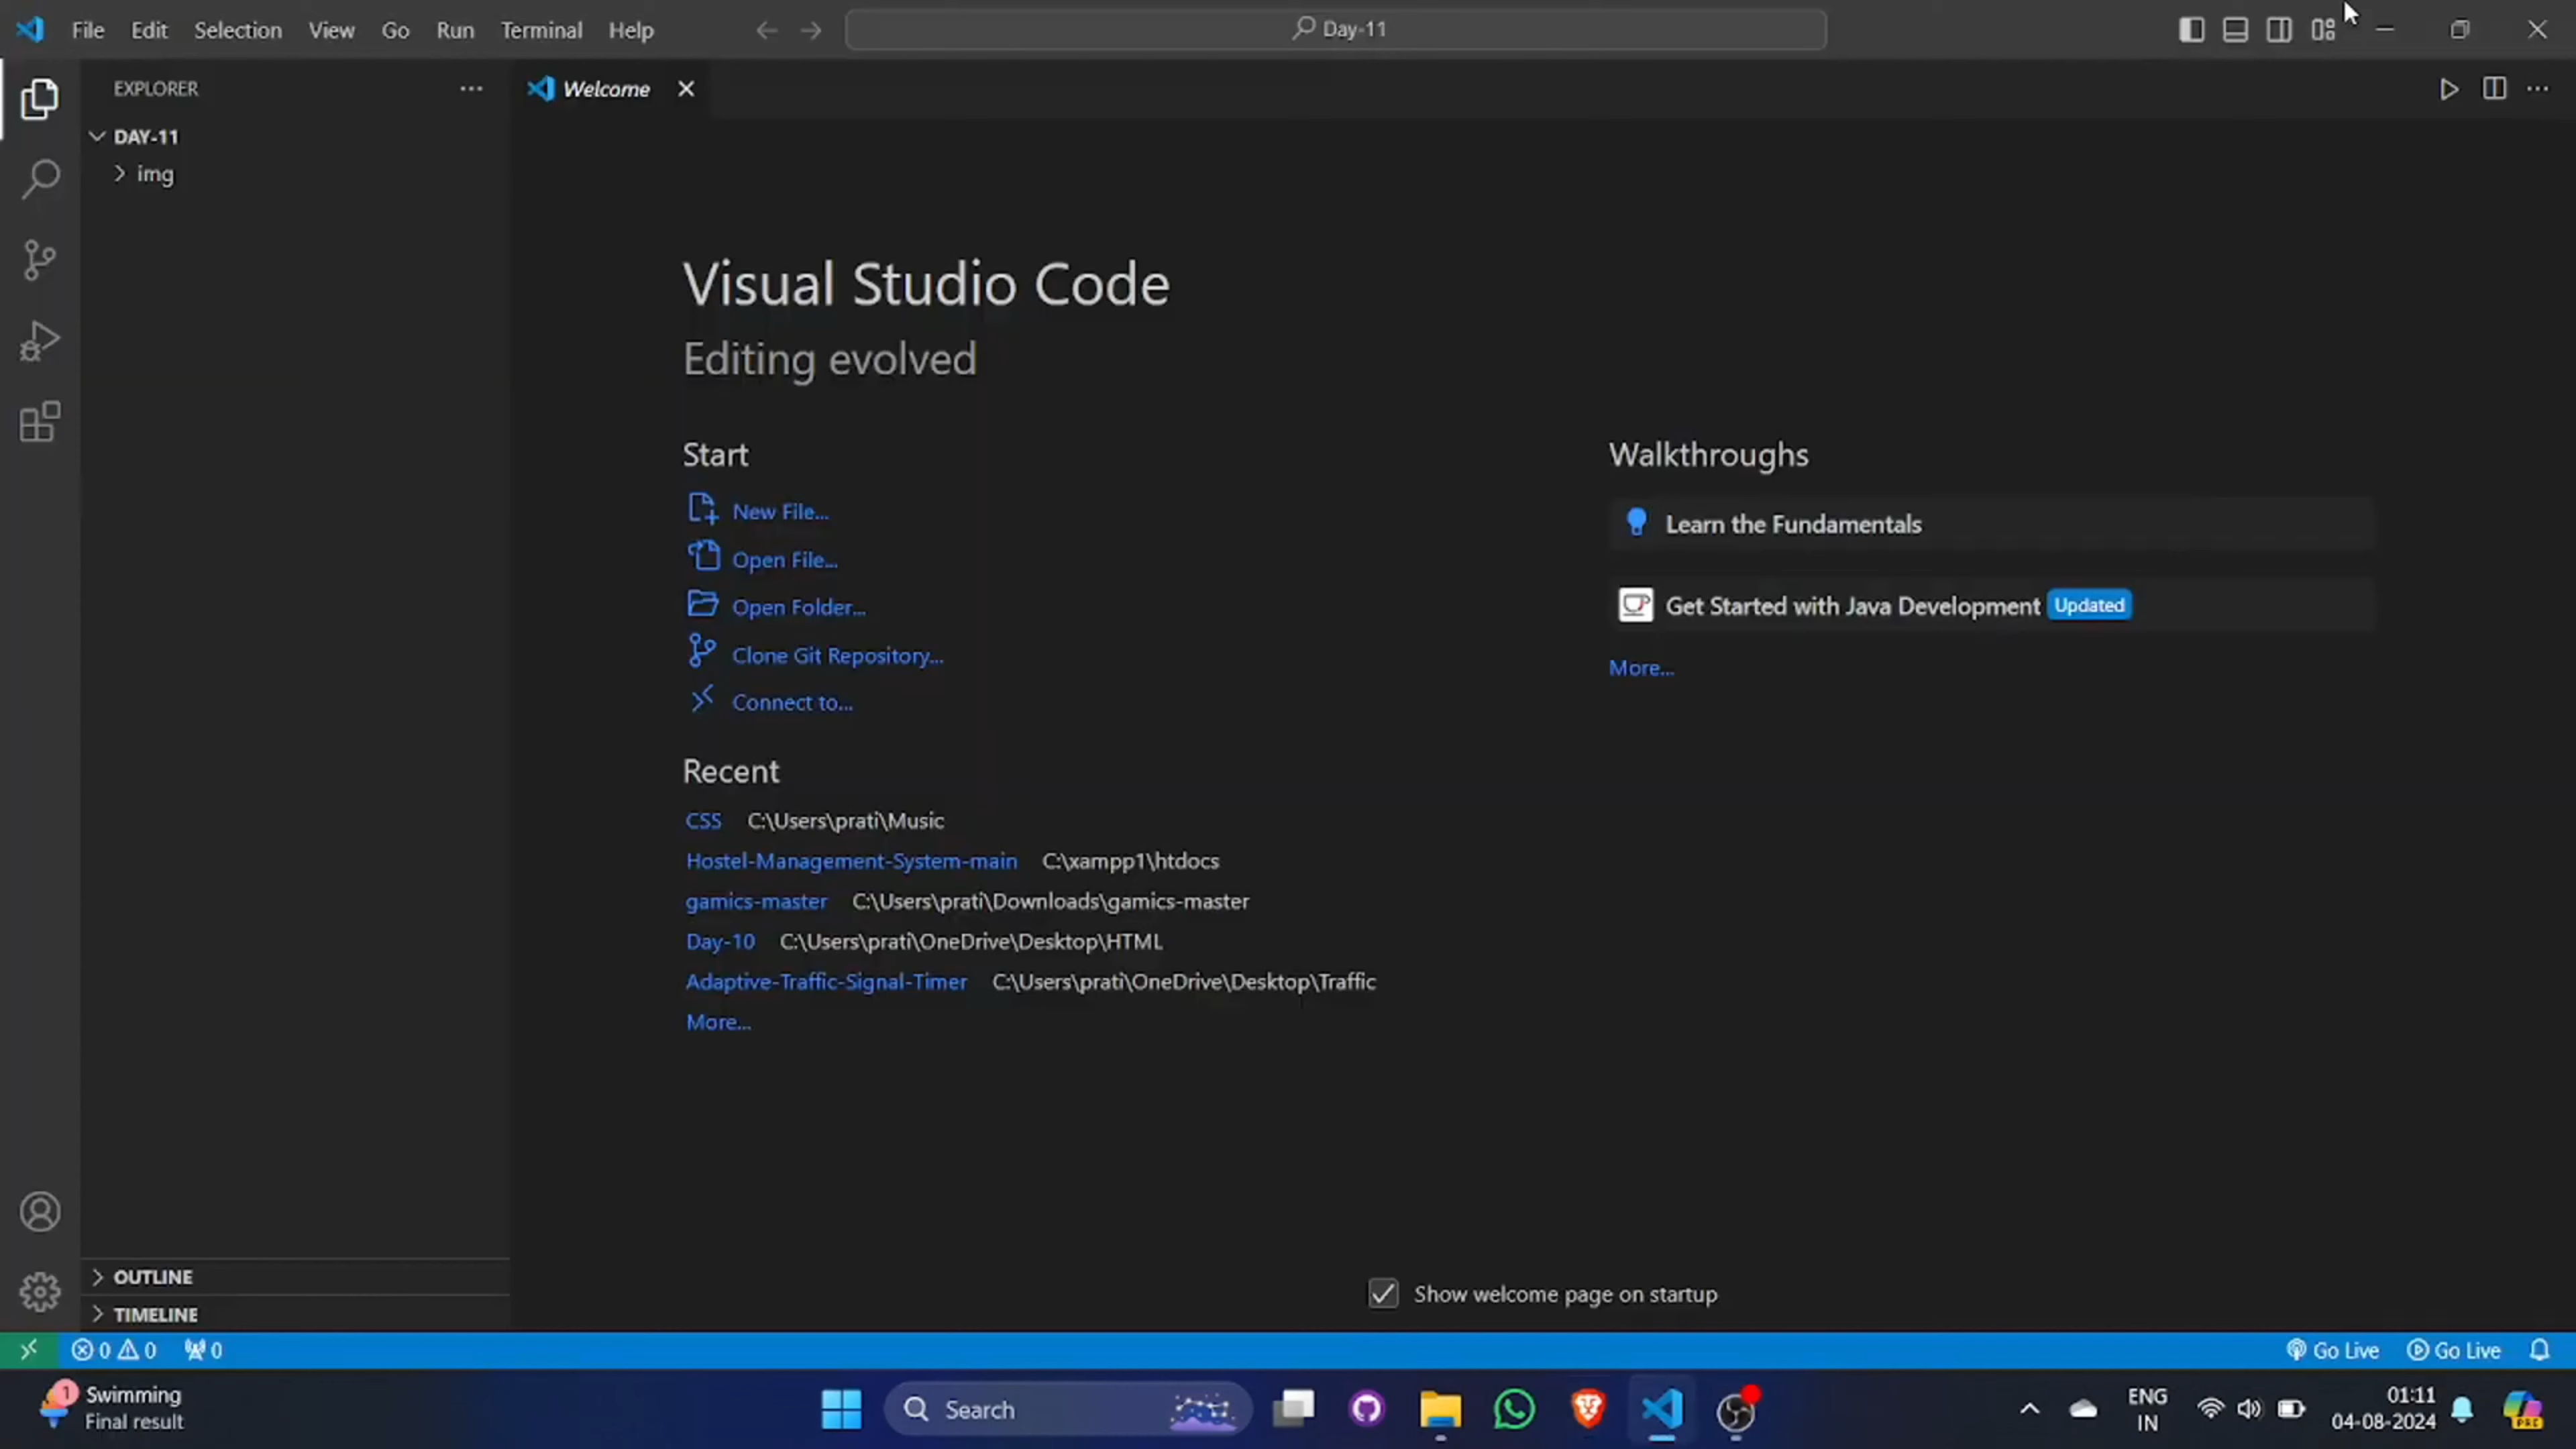 File Edit Selection View Go Run Terminal Help
Day-11
EXPLORER
Welcome
DAY-11
img
Visual Studio Code
Editing evolved
Start
New File...
Open File...
Open Folder...
Clone Git Repository...
Connect to...
Recent
CSS C:\Users\prati\Music
Hostel-Management-System-main C:\xampp1\htdocs
gamics-master C:\Users\prati\Downloads\gamics-master
Day-10 C:\Users\prati\OneDrive\Desktop\HTML
Adaptive-Traffic-Signal-Timer C:\Users\prati\OneDrive\Desktop\Traffic
More...
Walkthroughs
Learn the Fundamentals
Get Started with Java Development Updated
More...
Show welcome page on startup
OUTLINE
TIMELINE
0 0 0
Go Live Go Live
1 Swimming
Final result
Search
ENG
IN
01:11
04-08-2024
PRE